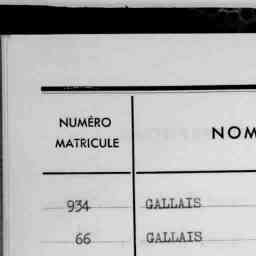 NUMÉRO
MATRICULE
NOM
934 GALLAIS
66 GALLAIS